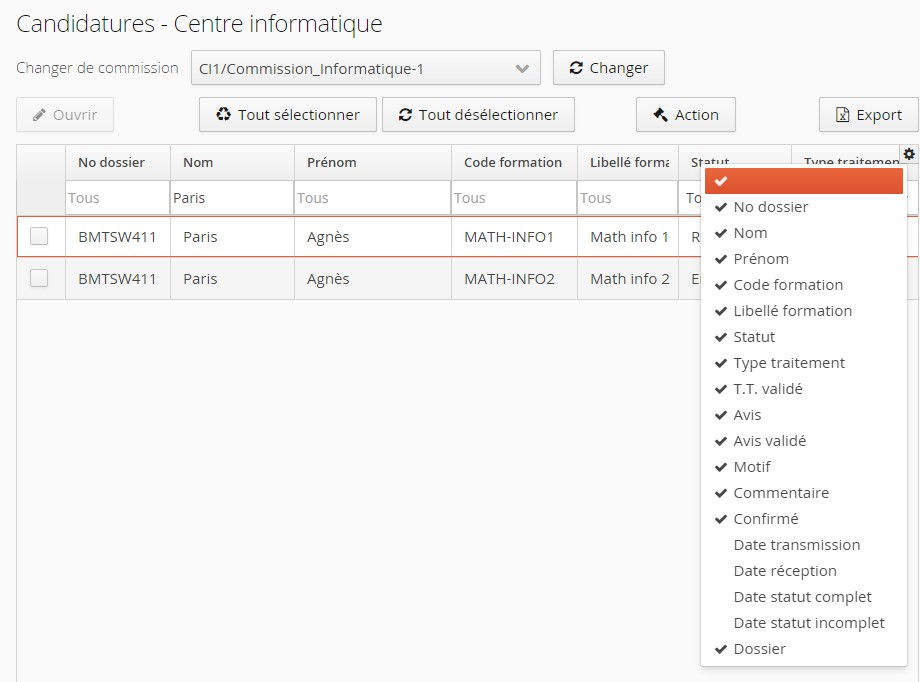 Candidatures - Centre informatique
Changer de commission CI1/Commission_Informatique-1 Changer
Ouvrir Tout sélectionner Tout désélectionner Action Export
No dossier Nom Prénom Code formation Libellé forma Statut Type traitemen
Tous Paris Tous Tous Tous To
BMTSW411 Paris Agnès MATH-INFO1 Math info 1 R
BMTSW411 Paris Agnès MATH-INFO2 Math info 2 E
No dossier
Nom
Prénom
Code formation
Libellé formation
Statut
Type traitement
T.T. validé
Avis
Avis validé
Motif
Commentaire
Confirmé
Date transmission
Date réception
Date statut complet
Date statut incomplet
Dossier